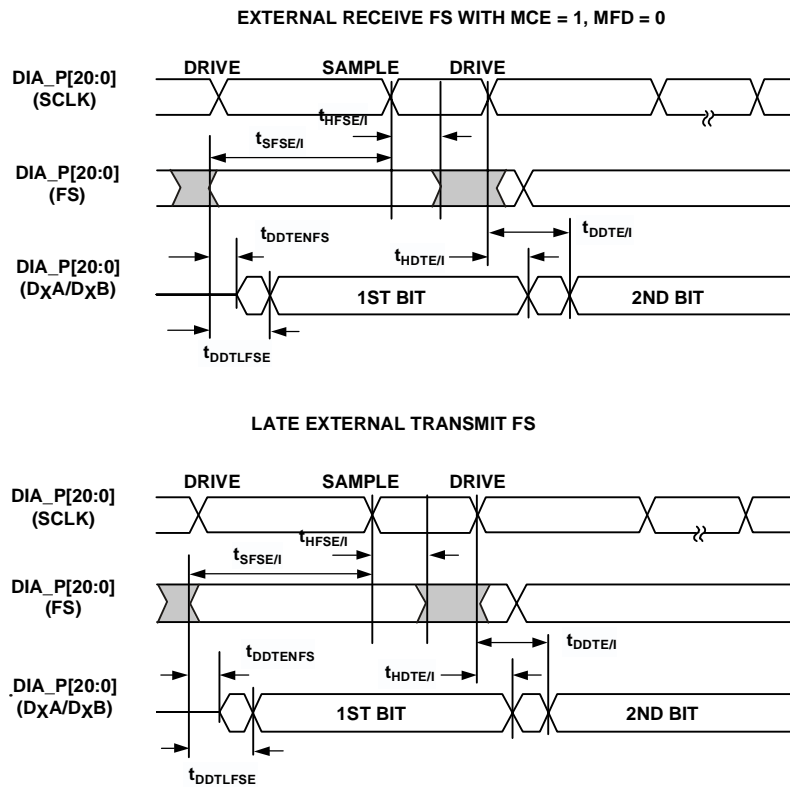 EXTERNAL RECEIVE FS WITH MCE = 1, MFD = 0
DRIVE SAMPLE DRIVE
DIA_P[20:0]
(SCLK)
tHFSE/I
tSFSE/I
DIA_P[20:0]
(FS)
tDDTE/I
tDDTENFS
tHDTE/I
DIA_P[20:0]
(DXA/DXB)
1ST BIT 2ND BIT
tDDTLFSE
LATE EXTERNAL TRANSMIT FS
DRIVE SAMPLE DRIVE
DIA_P[20:0]
(SCLK)
tHFSE/I
tSFSE/I
DIA_P[20:0]
(FS)
tDDTE/I
tDDTENFS
tHDTE/I
DIA_P[20:0]
(DXA/DXB)
1ST BIT 2ND BIT
tDDTLFSE